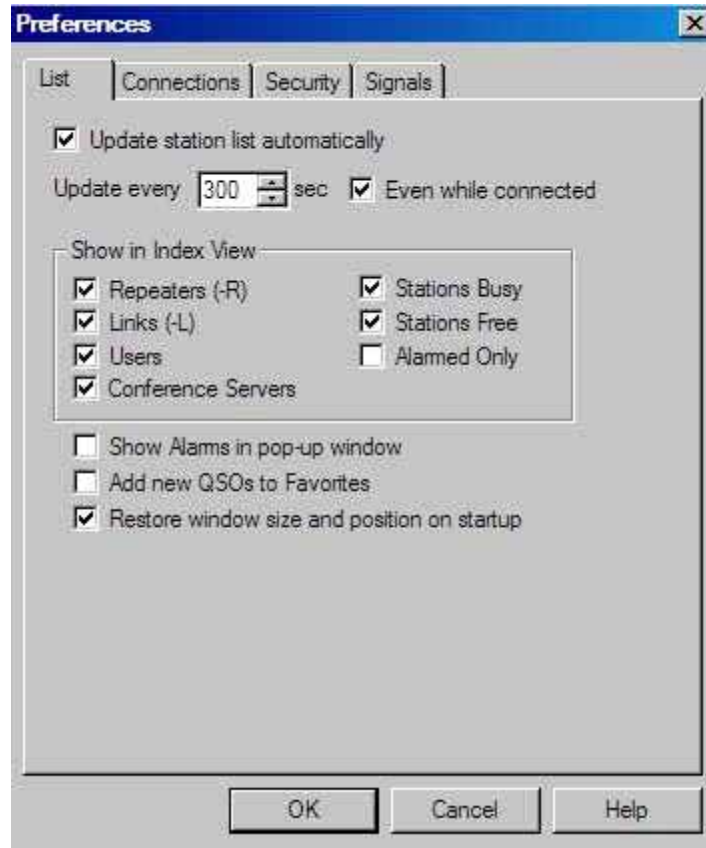 Preferences
List Connections Security Signals
Update station list automatically
Update every 300 sec Even while connected
Show in Index View
Repeaters (-R) Stations Busy
Links (-L) Stations Free
Users Alarmed Only
Conference Servers
Show Alarms in pop-up window
Add new QSOs to Favorites
Restore window size and position on startup
OK Cancel Help